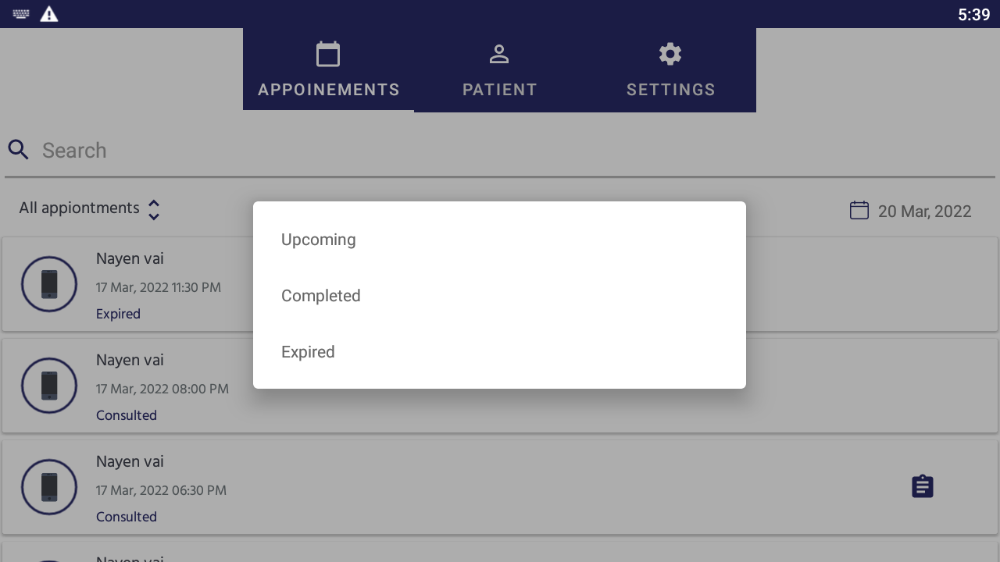 5:39
APPOINEMENTS
PATIENT
SETTINGS
Search
All appiontments
20 Mar, 2022
Upcoming
Completed
Expired
Nayen vai
17 Mar, 2022 11:30 PM
Expired
Nayen vai
17 Mar, 2022 08:00 PM
Consulted
Nayen vai
17 Mar, 2022 06:30 PM
Consulted
Nayen vai